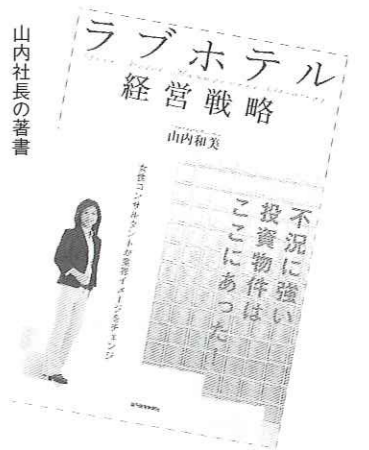 山内社長の著書
ラブホテル
経営戦略
山内和美
不況に強い
投資物件は
ここにあった!
女性コンサルタントが業界イメージをチェンジ